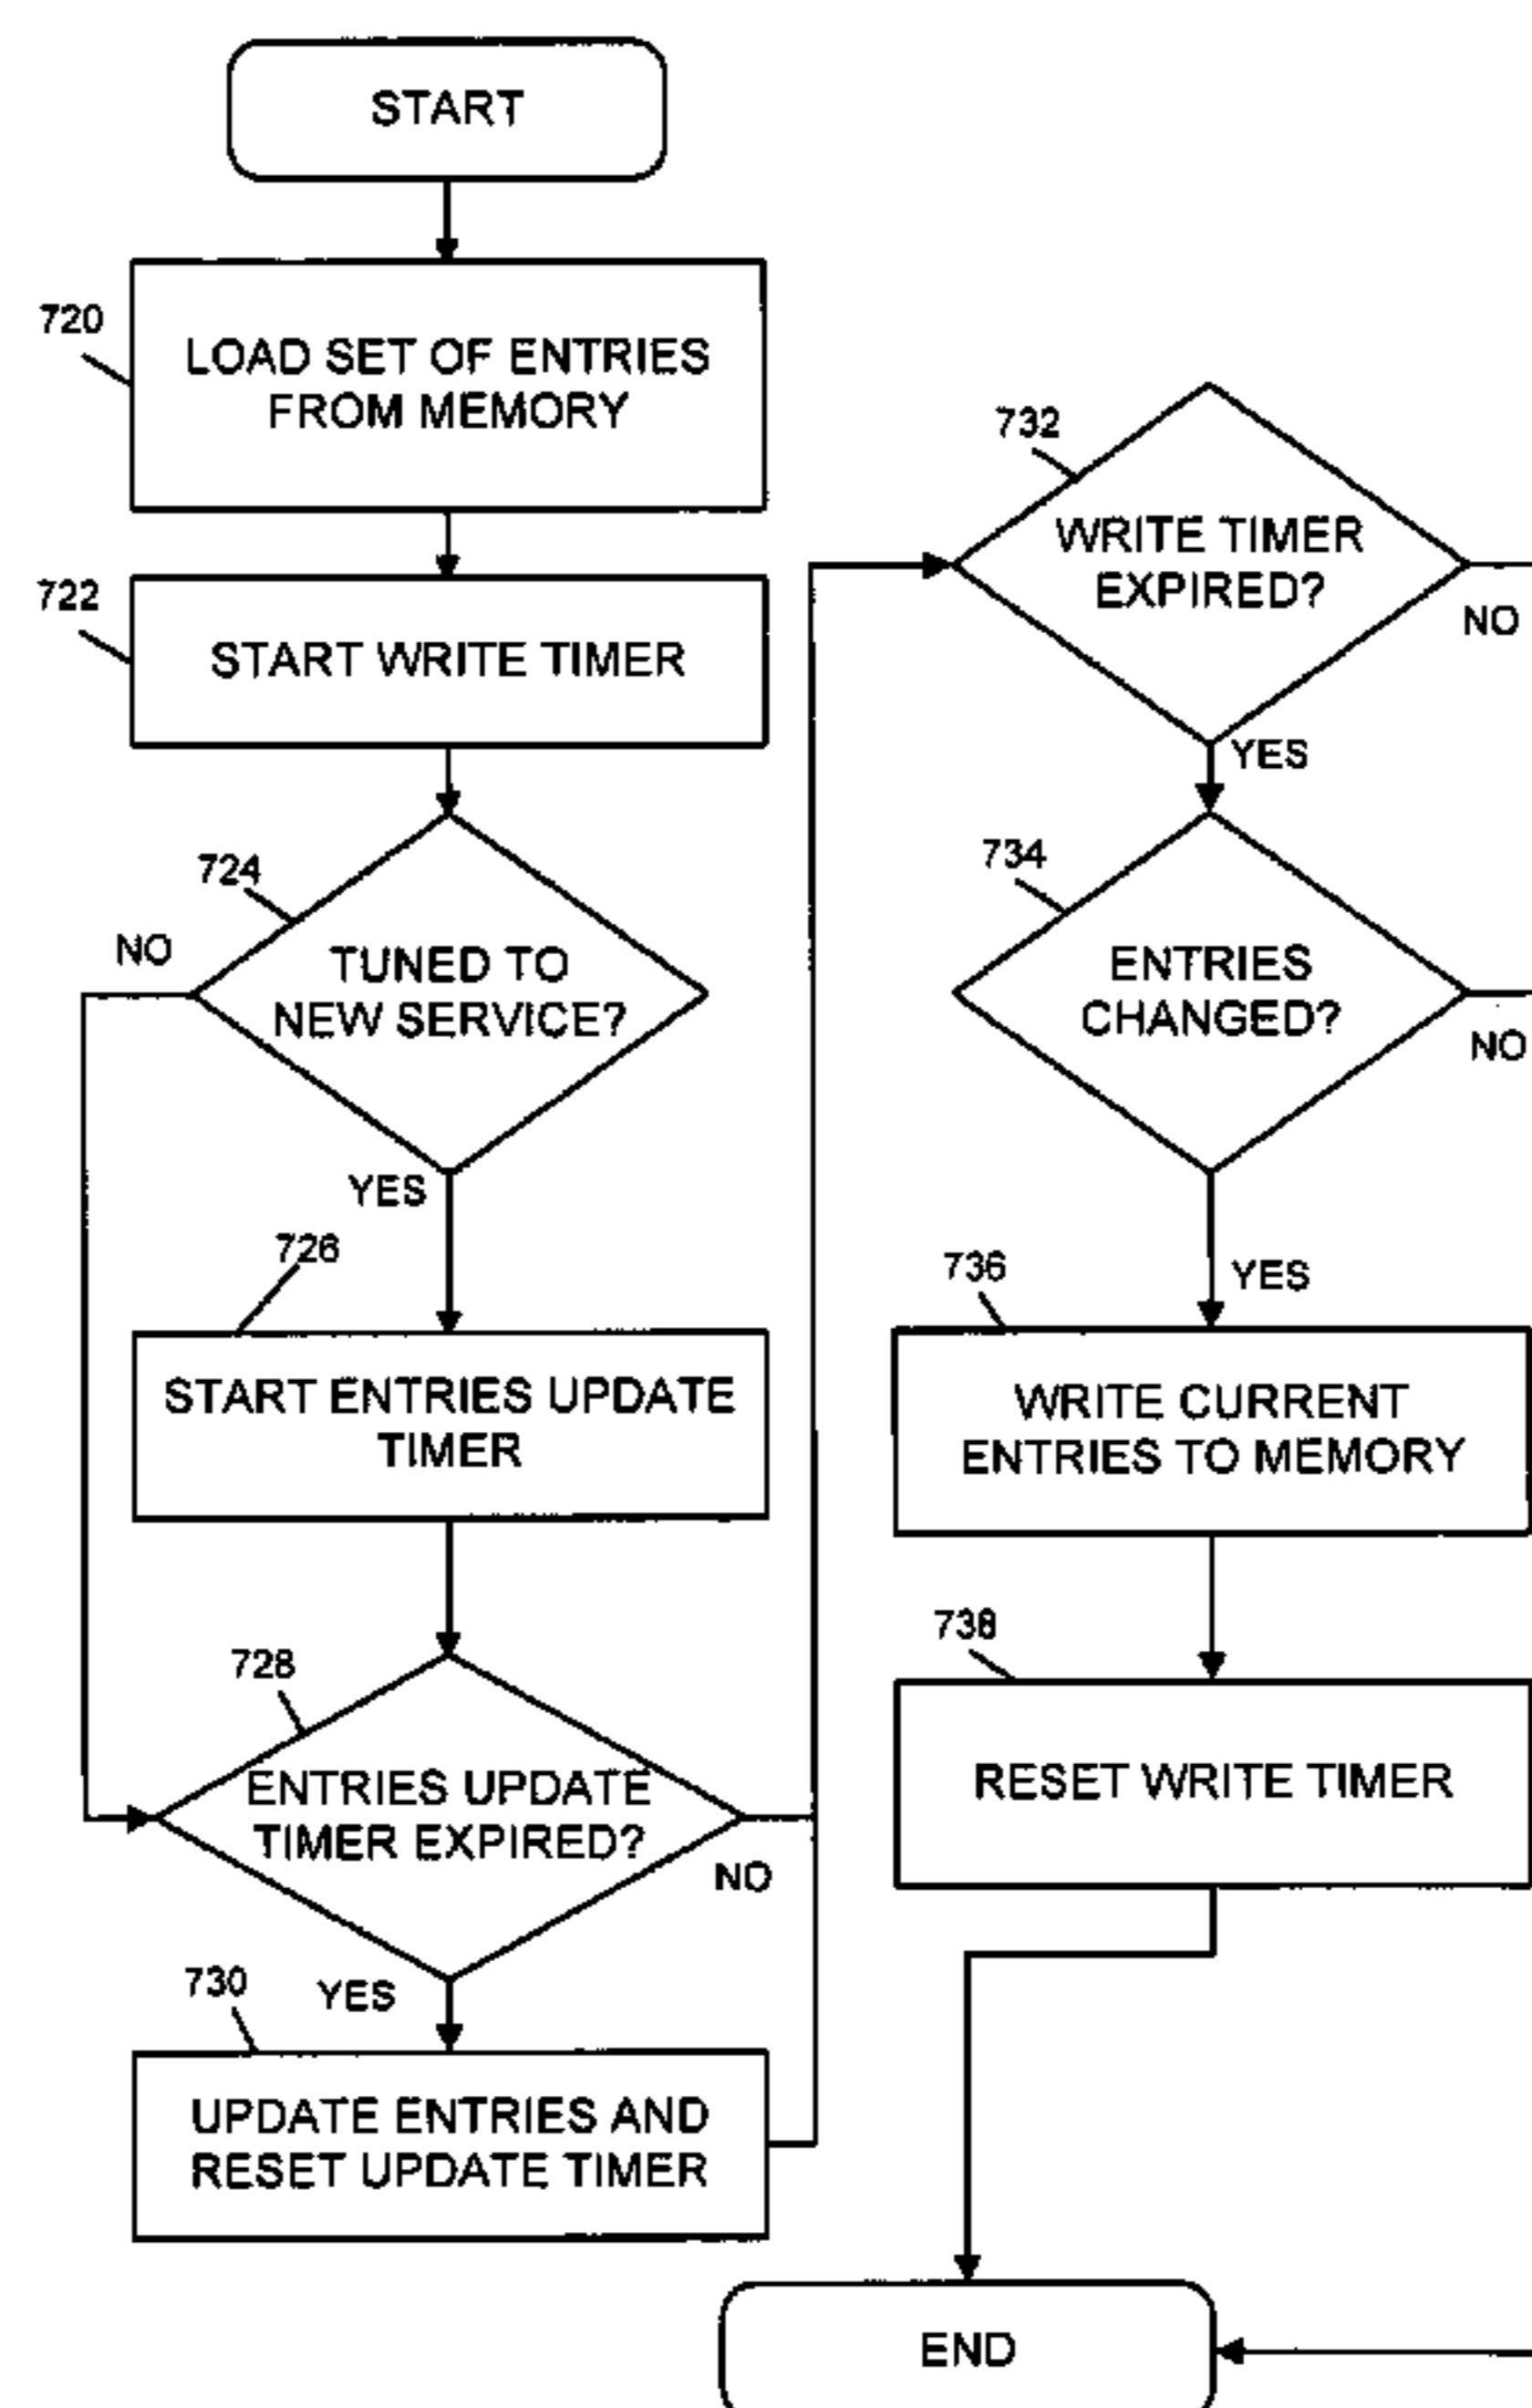 START
720
LOAD SET OF ENTRIES
FROM MEMORY
722
START WRITE TIMER
724
NO
TUNED TO
NEW SERVICE?
YES
726
START ENTRIES UPDATE
TIMER
728
ENTRIES UPDATE
TIMER EXPIRED?
NO
730
YES
UPDATE ENTRIES AND
RESET UPDATE TIMER
732
WRITE TIMER
EXPIRED?
NO
YES
734
ENTRIES
CHANGED?
NO
YES
736
WRITE CURRENT
ENTRIES TO MEMORY
738
RESET WRITE TIMER
END